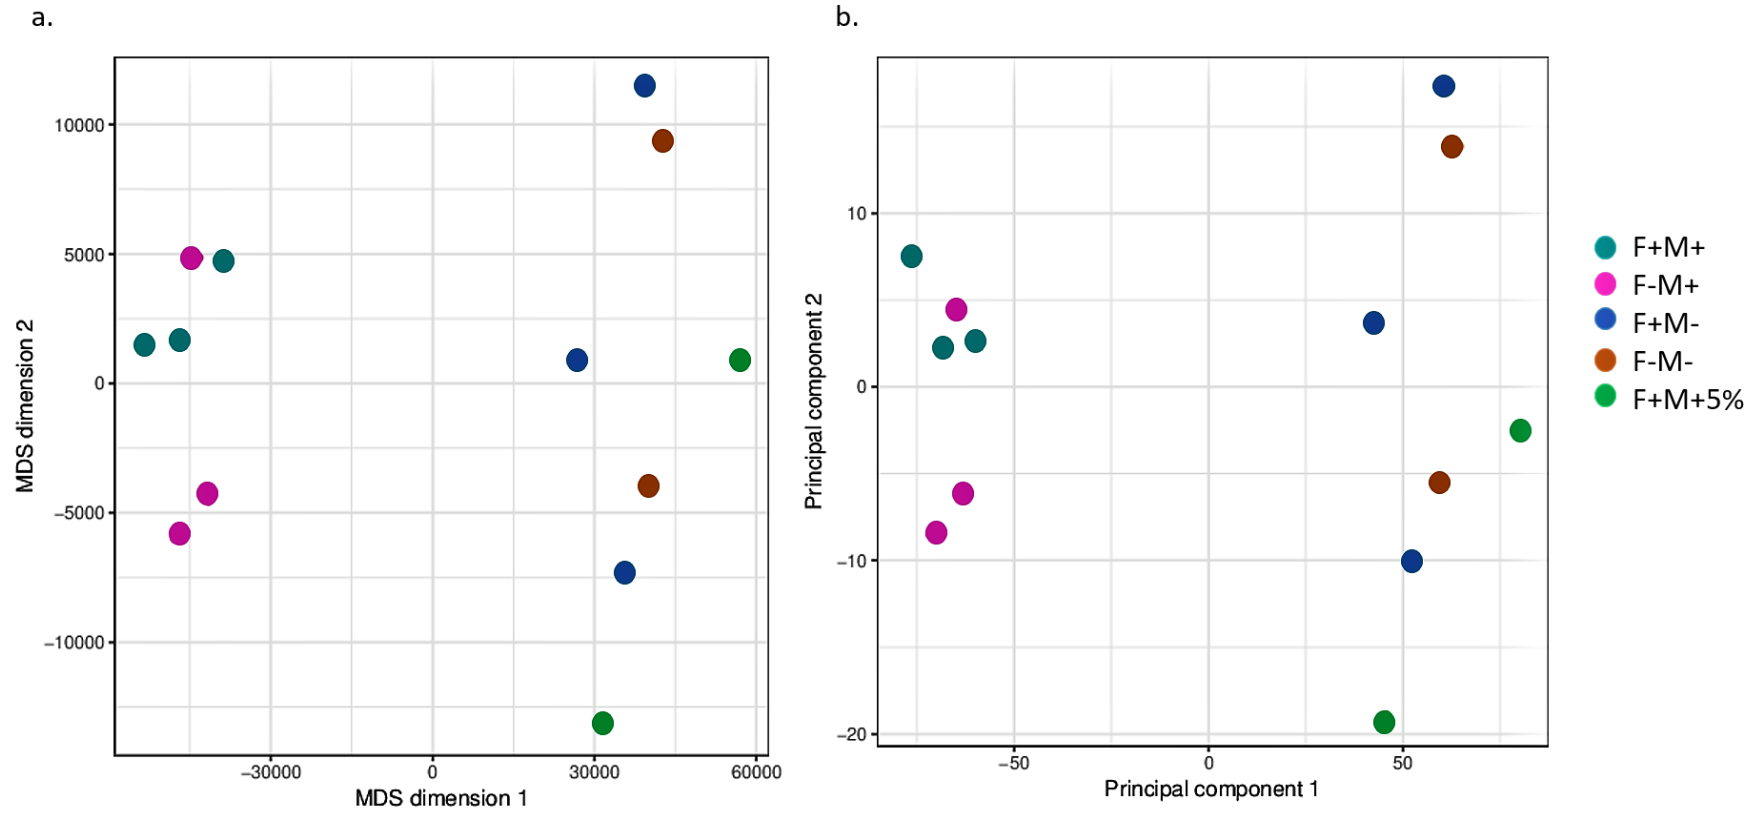 a.
10000
5000
0
−5000
−10000
MDS dimension 2
−30000 0 30000 60000
MDS dimension 1
b.
10
0
−10
−20
Principal component 2
−50 0 50
Principal component 1
F+M+
F-M+
F+M-
F-M-
F+M+5%